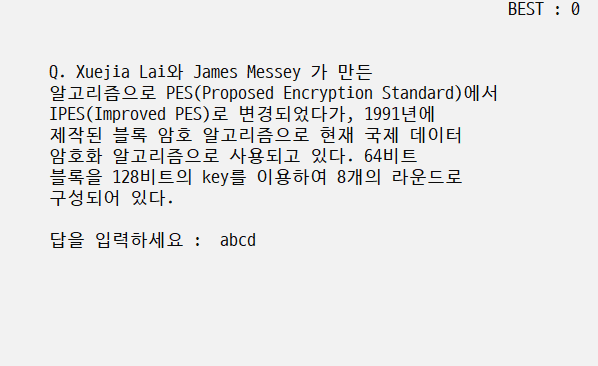 BEST : 0
Q. Xuejia Lai와 James Messey 가 만든
알고리즘으로 PES(Proposed Encryption Standard)에서
IPES(Improved PES)로 변경되었다가, 1991년에
제작된 블록 암호 알고리즘으로 현재 국제 데이터
암호화 알고리즘으로 사용되고 있다. 64비트
블록을 128비트의 key를 이용하여 8개의 라운드로
구성되어 있다.
답을 입력하세요 : abcd